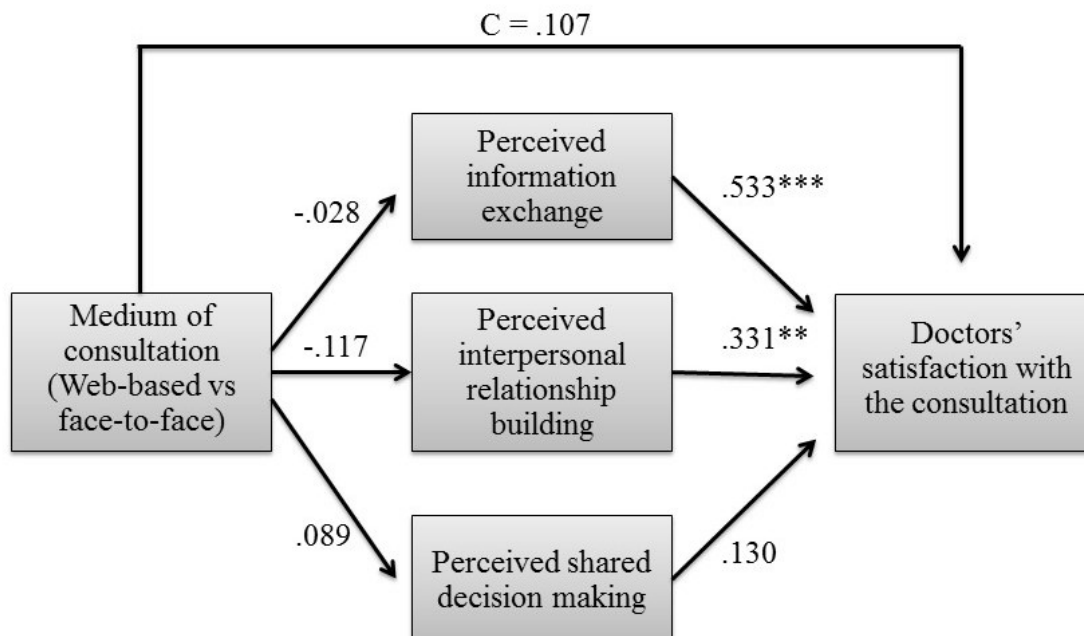 C = .107
Perceived
information
exchange
-.028
.533***
Medium of
consultation
(Web-based vs
face-to-face)
-.117
Perceived
interpersonal
relationship
building
.331**
Doctors’
satisfaction with
the consultation
.089
Perceived shared
decision making
.130